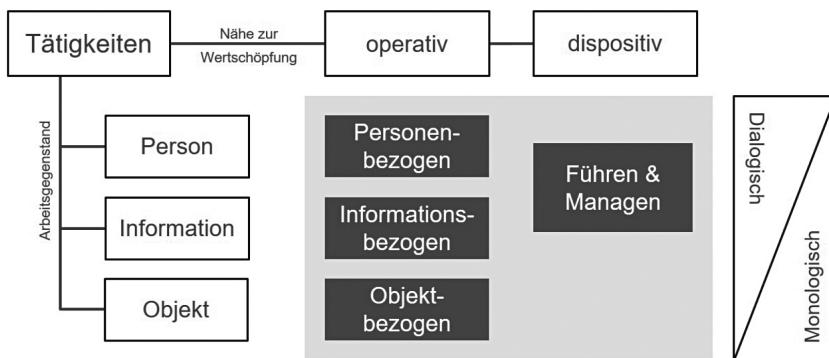 Tätigkeiten
Nähe zur
Wertschöpfung
operativ
dispositiv
Arbeitsgegenstand
Person
Information
Objekt
Personen-
bezogen
Informations-
bezogen
Objekt-
bezogen
Führen &
Managen
Dialogisch
Monologisch